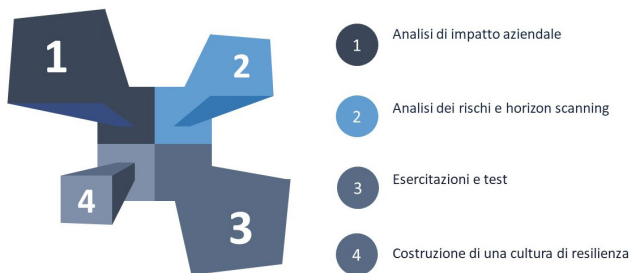 1
2
3
4
1 Analisi di impatto aziendale
2 Analisi dei rischi e horizon scanning
3 Esercitazioni e test
4 Costruzione di una cultura di resilienza